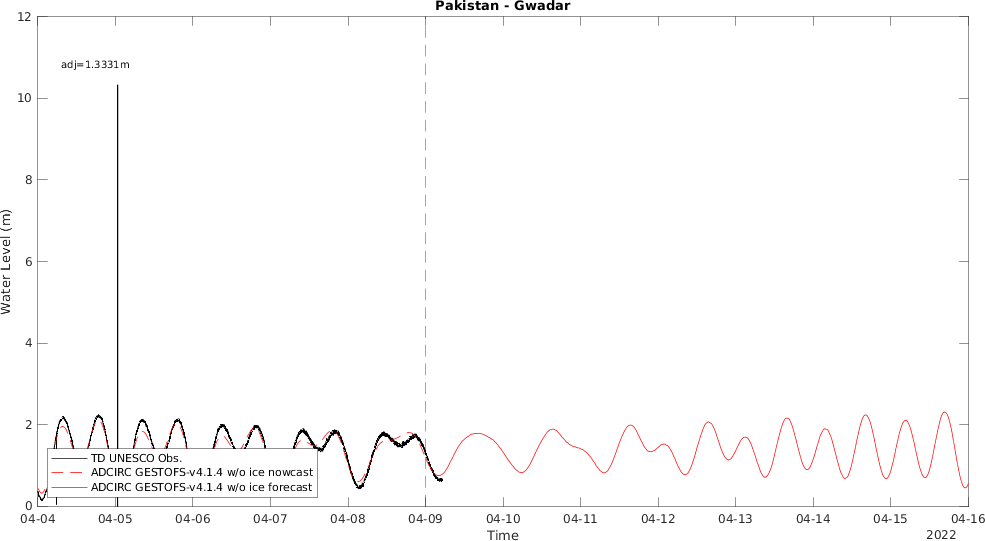 Pakistan - Gwadar
12
adj=1.3331m
10
8
6
4
2
0
Water Level (m)
TD UNESCO Obs.
ADCIRC GESTOFS-v4.1.4 w/o ice nowcast
ADCIRC GESTOFS-v4.1.4 w/o ice forecast
04-04 04-05 04-06 04-07 04-08 04-09 04-10 04-11 04-12 04-13 04-14 04-15 04-16
Time
2022